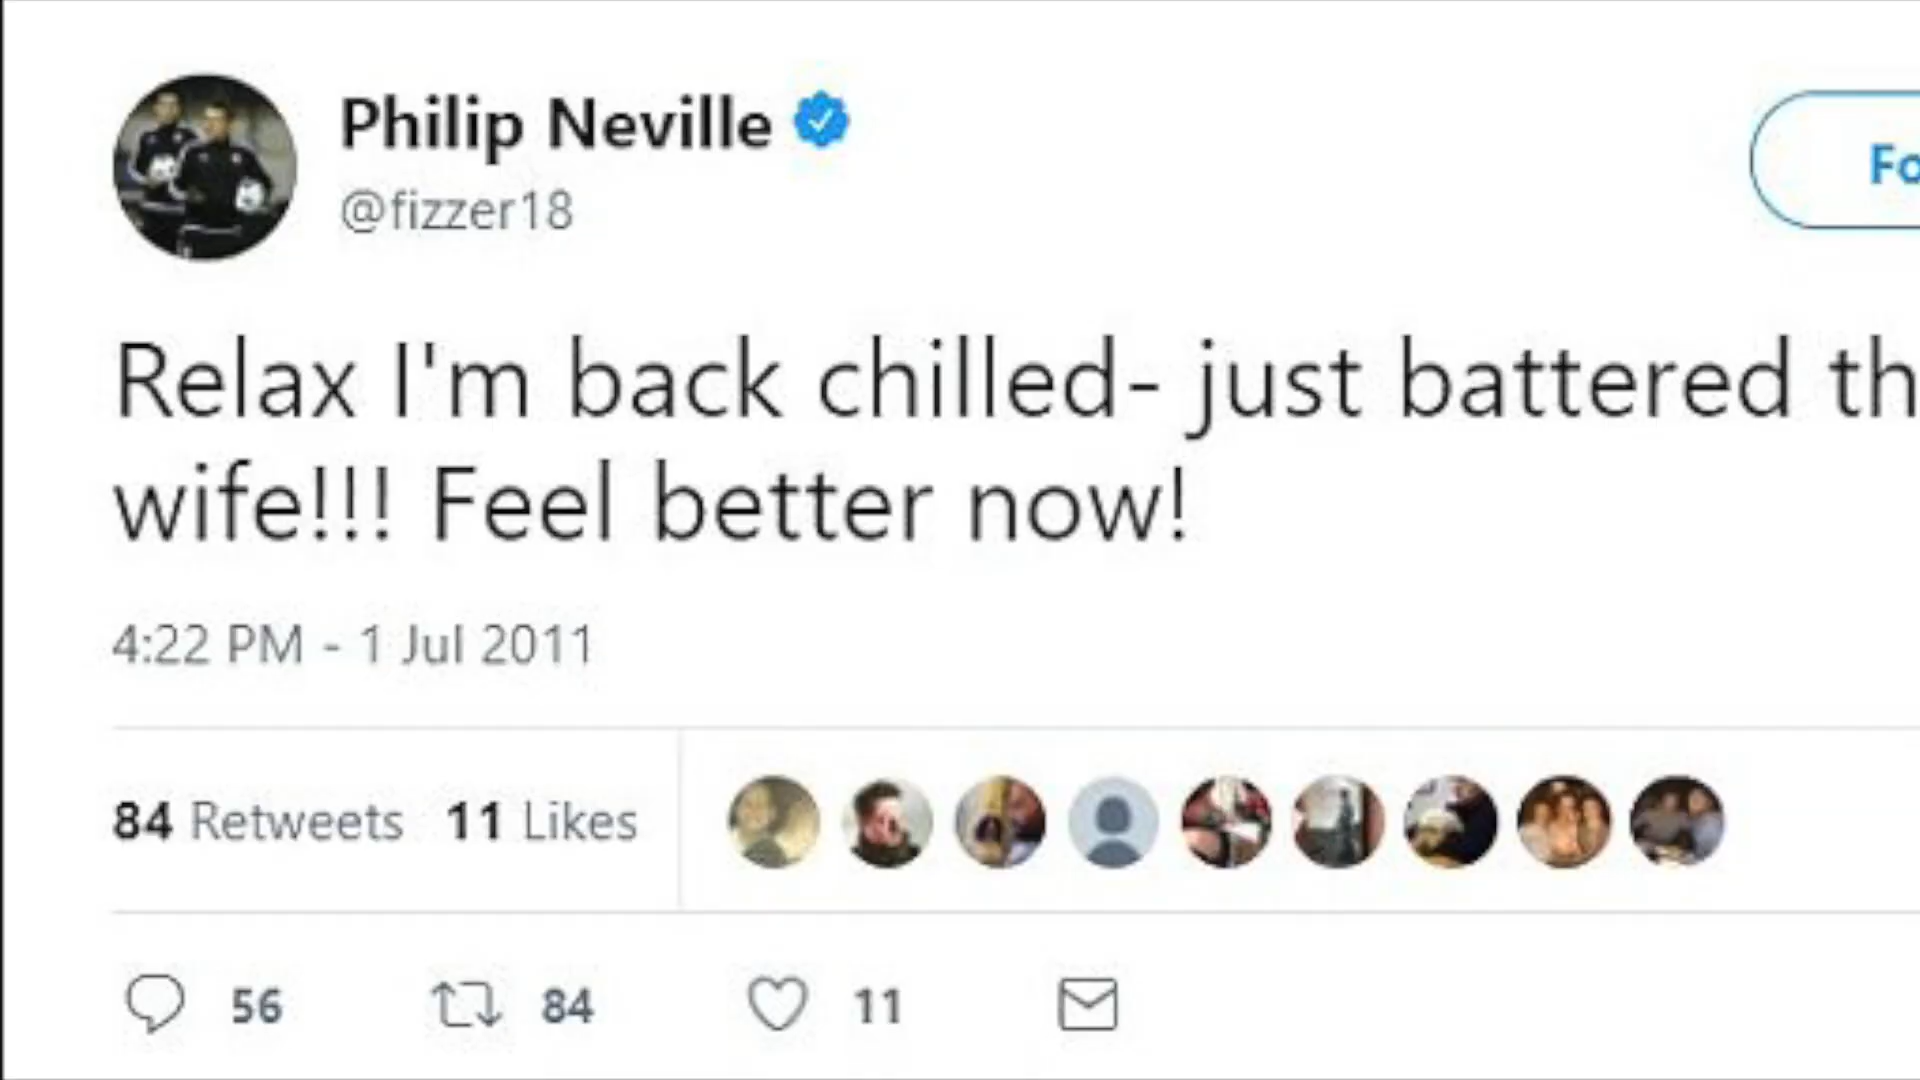 Philip Neville
@fizzer18
Fo
Relax I'm back chilled- just battered th
wife!!! Feel better now!
4:22 PM - 1 Jul 2011
84 Retweets 11 Likes
56 84 11